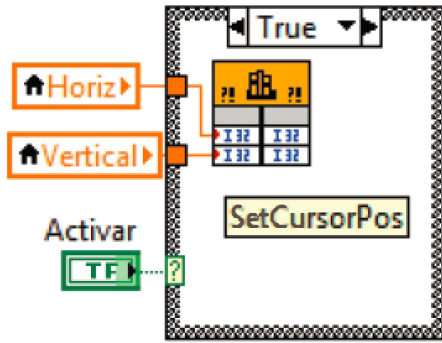 True
Horiz
?! ?!
I32 I32
Vertical
I32 I32
SetCursorPos
Activar
TF
?